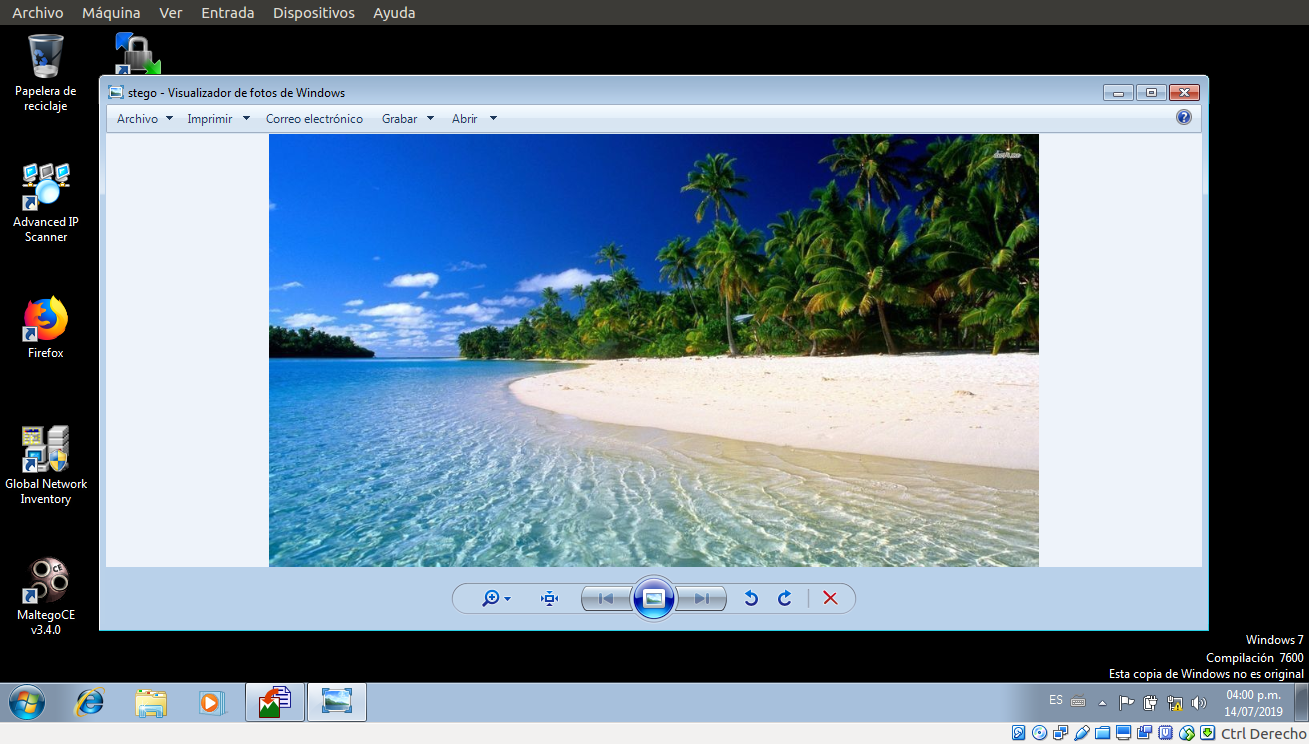 Archivo Máquina Ver Entrada Dispositivos Ayuda
Papelera de
reciclaje
stego - Visualizador de fotos de Windows
Archivo Imprimir Correo electrónico Grabar Abrir
Advanced IP
Scanner
Firefox
Global Network
Inventory
CE
MaltegoCE
v3.4.0
Windows 7
Compilación 7600
Esta copia de Windows no es original
ES
04:00 p.m.
14/07/2019
Ctrl Derecho